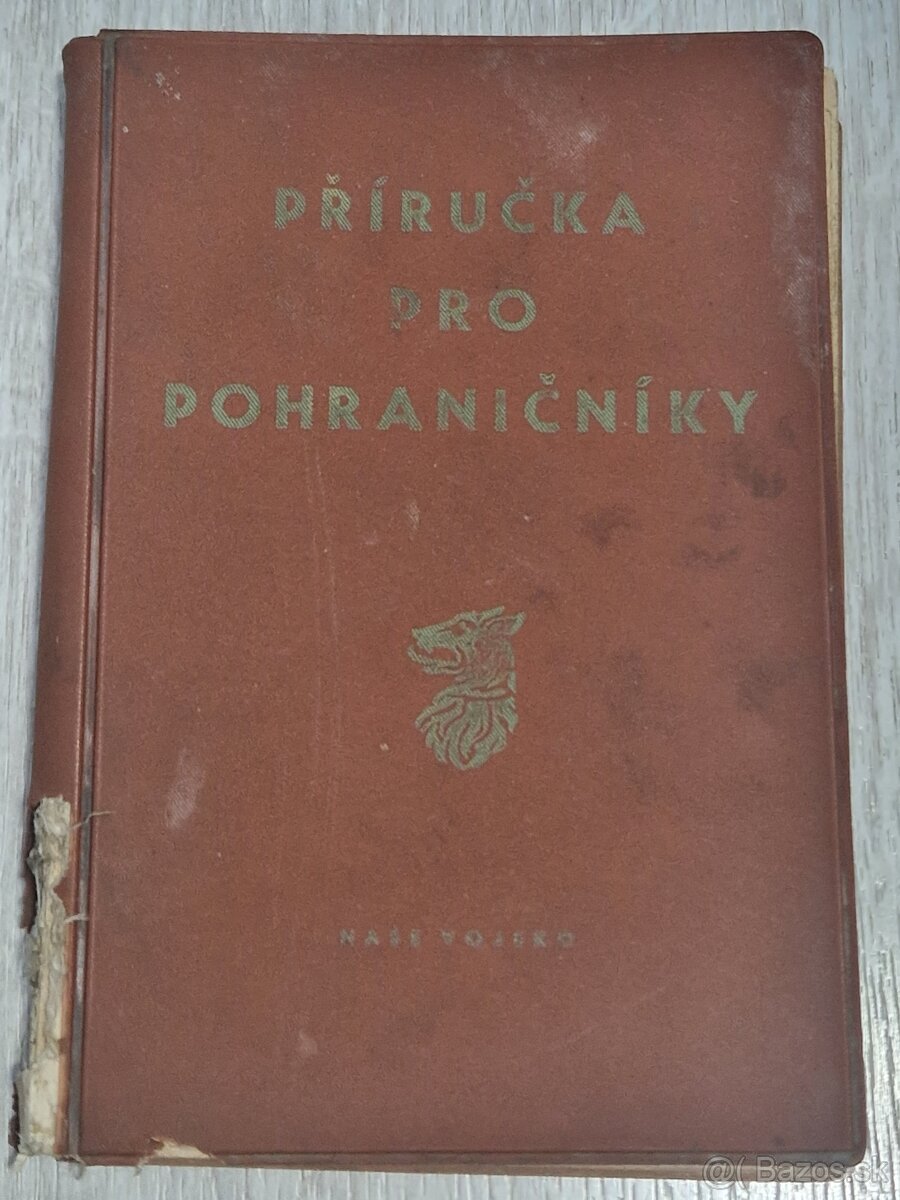 PŘÍRUČKA
PRO
POHRANIČNÍKY
NAŠE VOJSKO
@( Bazos.sk